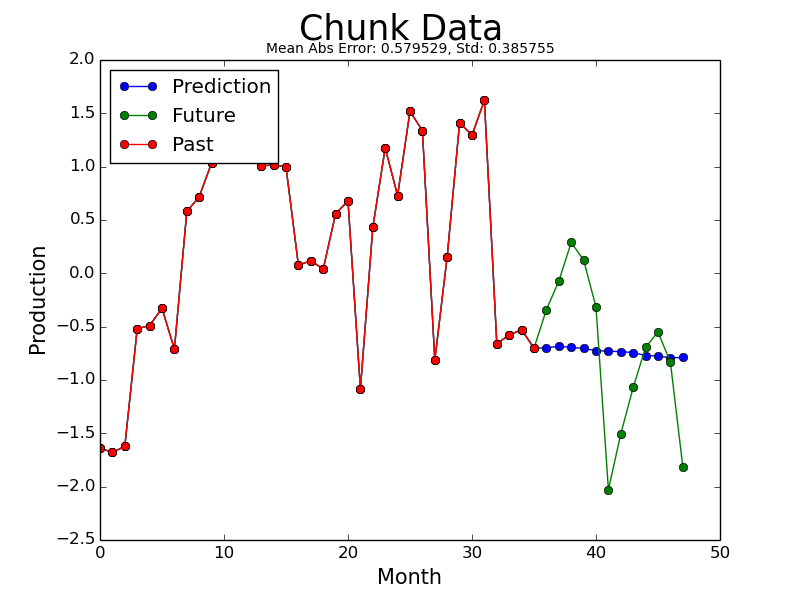 Chunk Data
Mean Abs Error: 0.579529, Std: 0.385755
Prediction
Future
Past
Production
2.0
1.5
1.0
0.5
0.0
−0.5
−1.0
−1.5
−2.0
−2.5
0 10 20 30 40 50
Month